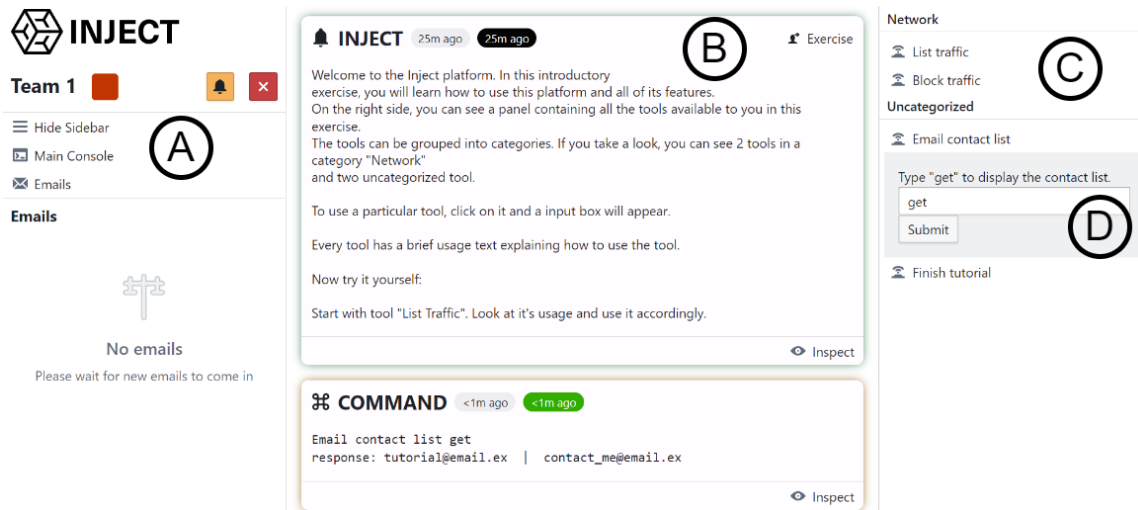 INJECT
Team 1
Hide Sidebar
Main Console
Emails
A
Emails
No emails
Please wait for new emails to come in
INJECT 25m ago 25m ago
B
Exercise
Welcome to the Inject platform. In this introductory
exercise, you will learn how to use this platform and all of its features.
On the right side, you can see a panel containing all the tools available to you in this
exercise.
The tools can be grouped into categories. If you take a look, you can see 2 tools in a
category "Network"
and two uncategorized tool.
To use a particular tool, click on it and a input box will appear.
Every tool has a brief usage text explaining how to use the tool.
Now try it yourself:
Start with tool "List Traffic". Look at it's usage and use it accordingly.
Inspect
COMMAND <1m ago <1m ago
Email contact list get
response: tutorial@email.ex | contact_me@email.ex
Inspect
Network
List traffic
Block traffic
C
Uncategorized
Email contact list
Type "get" to display the contact list.
get
Submit
D
Finish tutorial